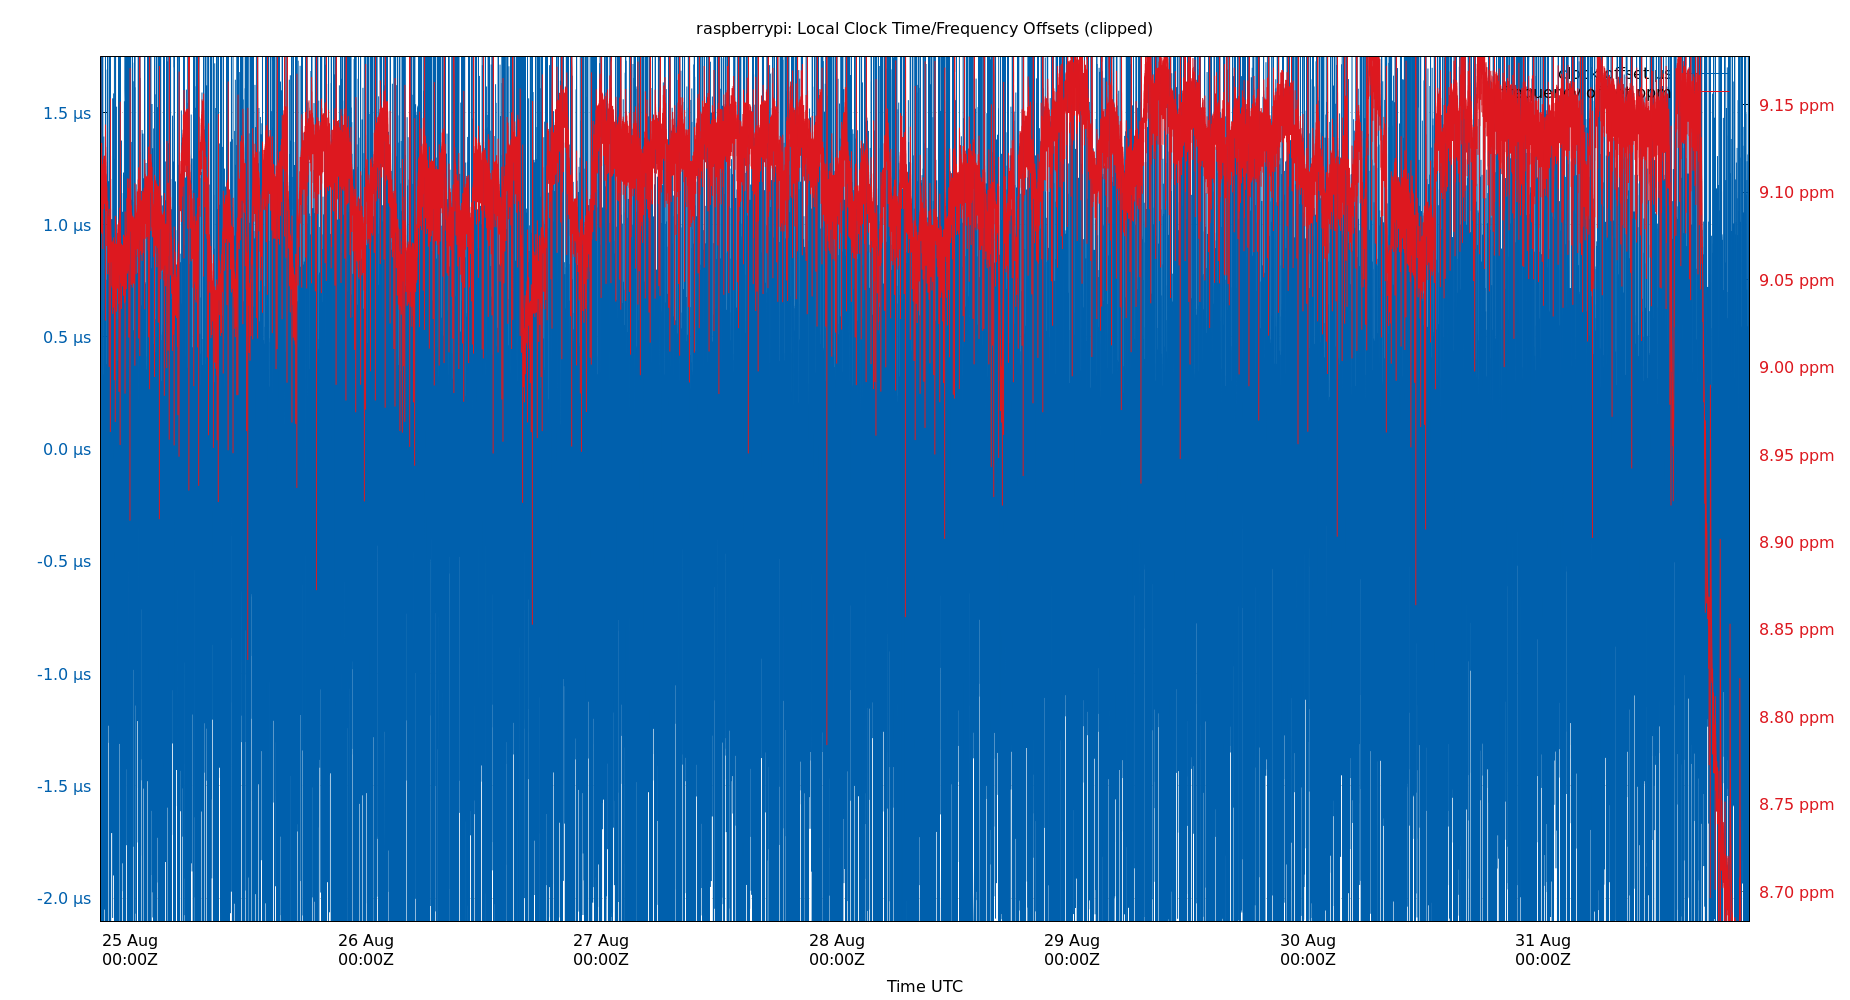 raspberrypi: Local Clock Time/Frequency Offsets (clipped)
clock offset us
ppm
1.5 µs
1.0 µs
0.5 µs
0.0 µs
-0.5 µs
-1.0 µs
-1.5 µs
-2.0 µs
9.15 ppm
9.10 ppm
9.05 ppm
9.00 ppm
8.95 ppm
8.90 ppm
8.85 ppm
8.80 ppm
8.75 ppm
8.70 ppm
25 Aug 26 Aug 27 Aug 28 Aug 29 Aug 30 Aug 31 Aug
00:00Z 00:00Z 00:00Z 00:00Z 00:00Z 00:00Z 00:00Z
Time UTC